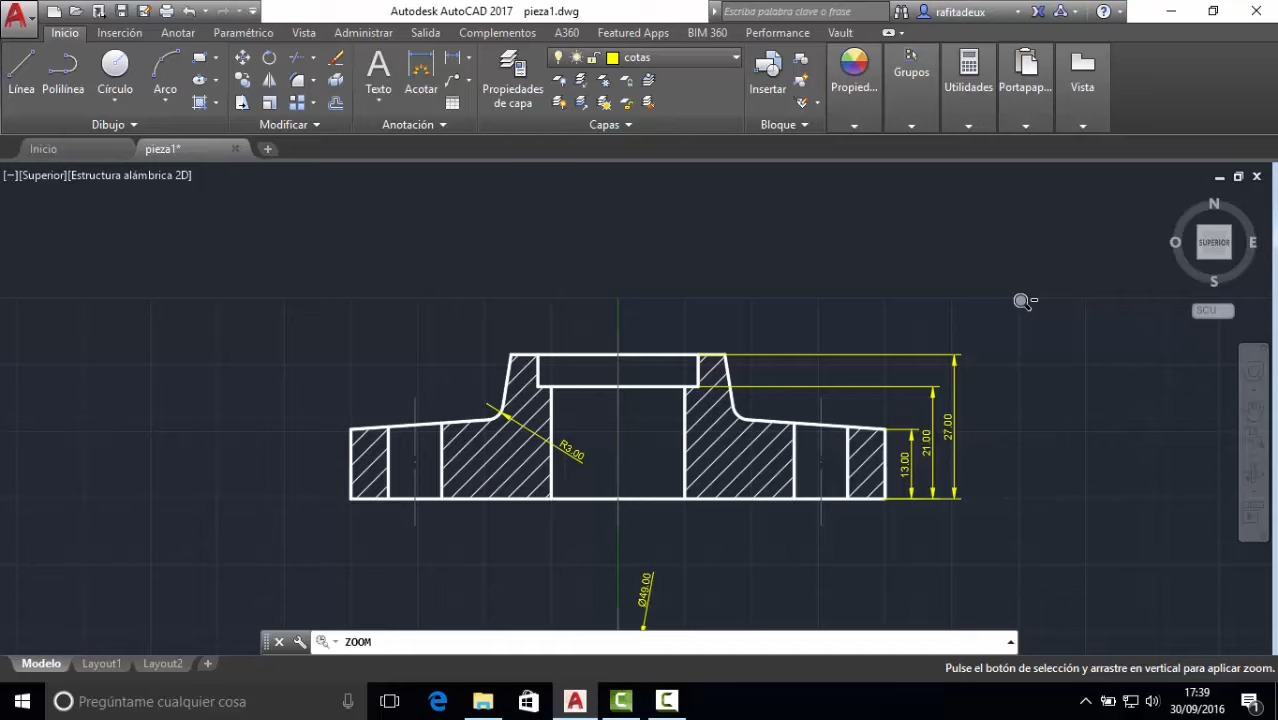 Autodesk AutoCAD 2017 pieza1.dwg
Escriba palabra clave o frase
rafitadeux
Inicio Inserción Anotar Paramétrico Vista Administrar Salida Complementos A360 Featured Apps BIM 360 Performance Vault
cotas
Línea Polilínea Círculo Arco
Texto Acotar
Propiedades de capa
Insertar
Propied...
Grupos
Utilidades
Portapap...
Vista
Dibujo Modificar Anotación Capas Bloque
Inicio pieza1*
[−][Superior][Estructura alámbrica 2D]
N
O SUPERIOR E
S
SCU
R3.00
13.00
21.00
27.00
Ø49.00
ZOOM
Modelo Layout1 Layout2
Pulse el botón de selección y arrastre en vertical para aplicar zoom.
Pregúntame cualquier cosa
17:39
30/09/2016
1